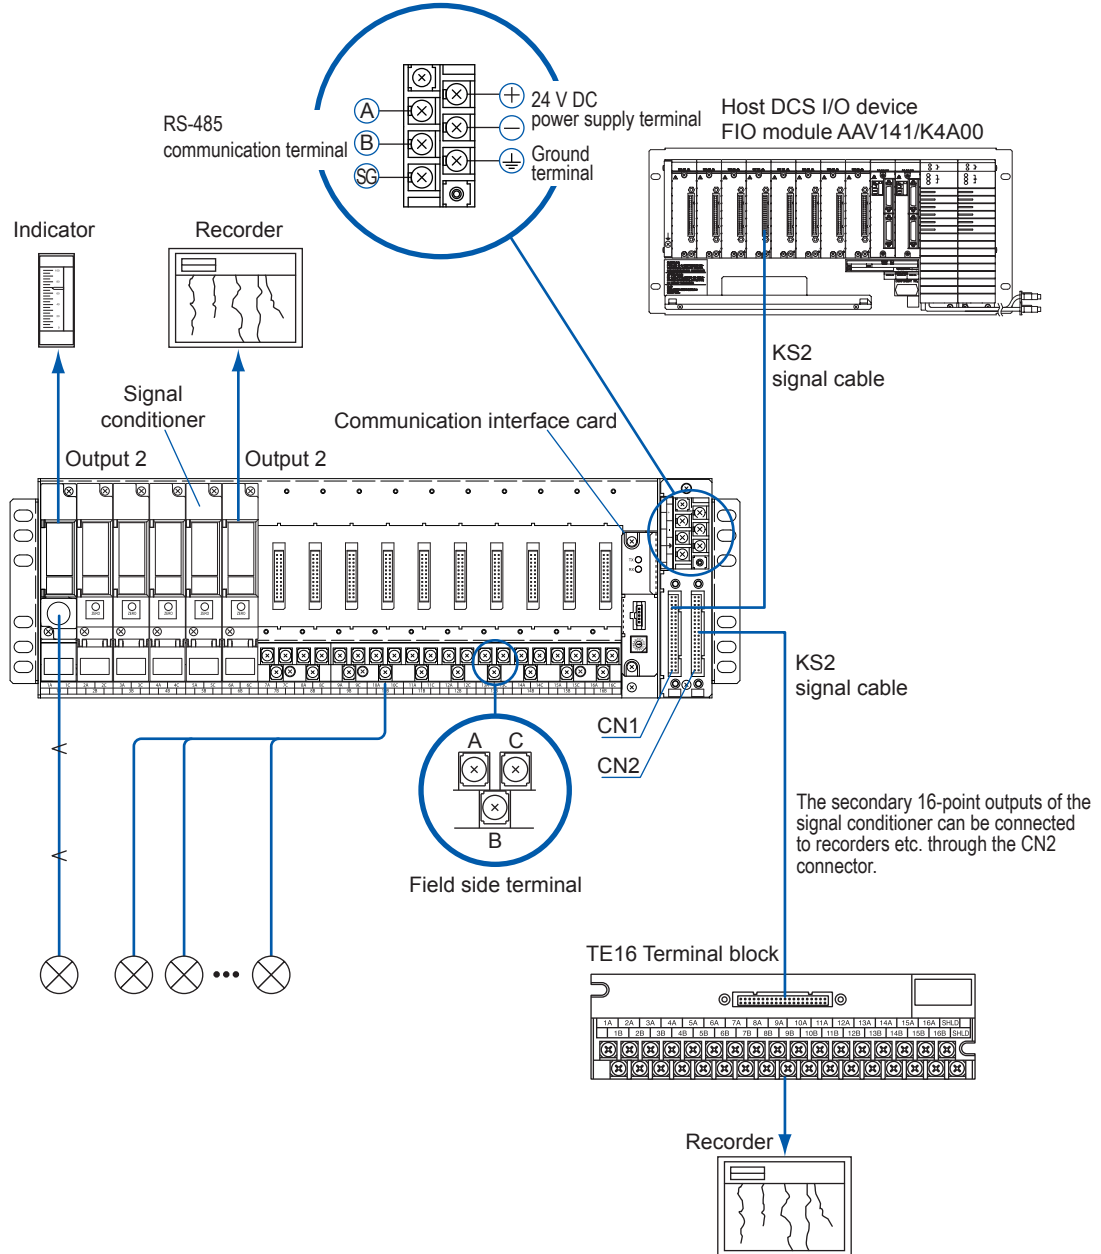 A
B
SG
+
24 V DC
power supply terminal
−
Ground
terminal
RS-485
communication terminal
Host DCS I/O device
FIO module AAV141/K4A00
Indicator
Recorder
KS2
signal cable
Signal
conditioner
Communication interface card
Output 2
Output 2
ZERO ZERO ZERO ZERO ZERO
KS2
signal cable
CN1
CN2
A C
B
Field side terminal
The secondary 16-point outputs of the
signal conditioner can be connected
to recorders etc. through the CN2
connector.
TE16 Terminal block
1A 2A 3A 4A 5A 6A 7A 8A 9A 10A 11A 12A 13A 14A 15A 16A SHLD
1B 2B 3B 4B 5B 6B 7B 8B 9B 10B 11B 12B 13B 14B 15B 16B SHLD
Recorder